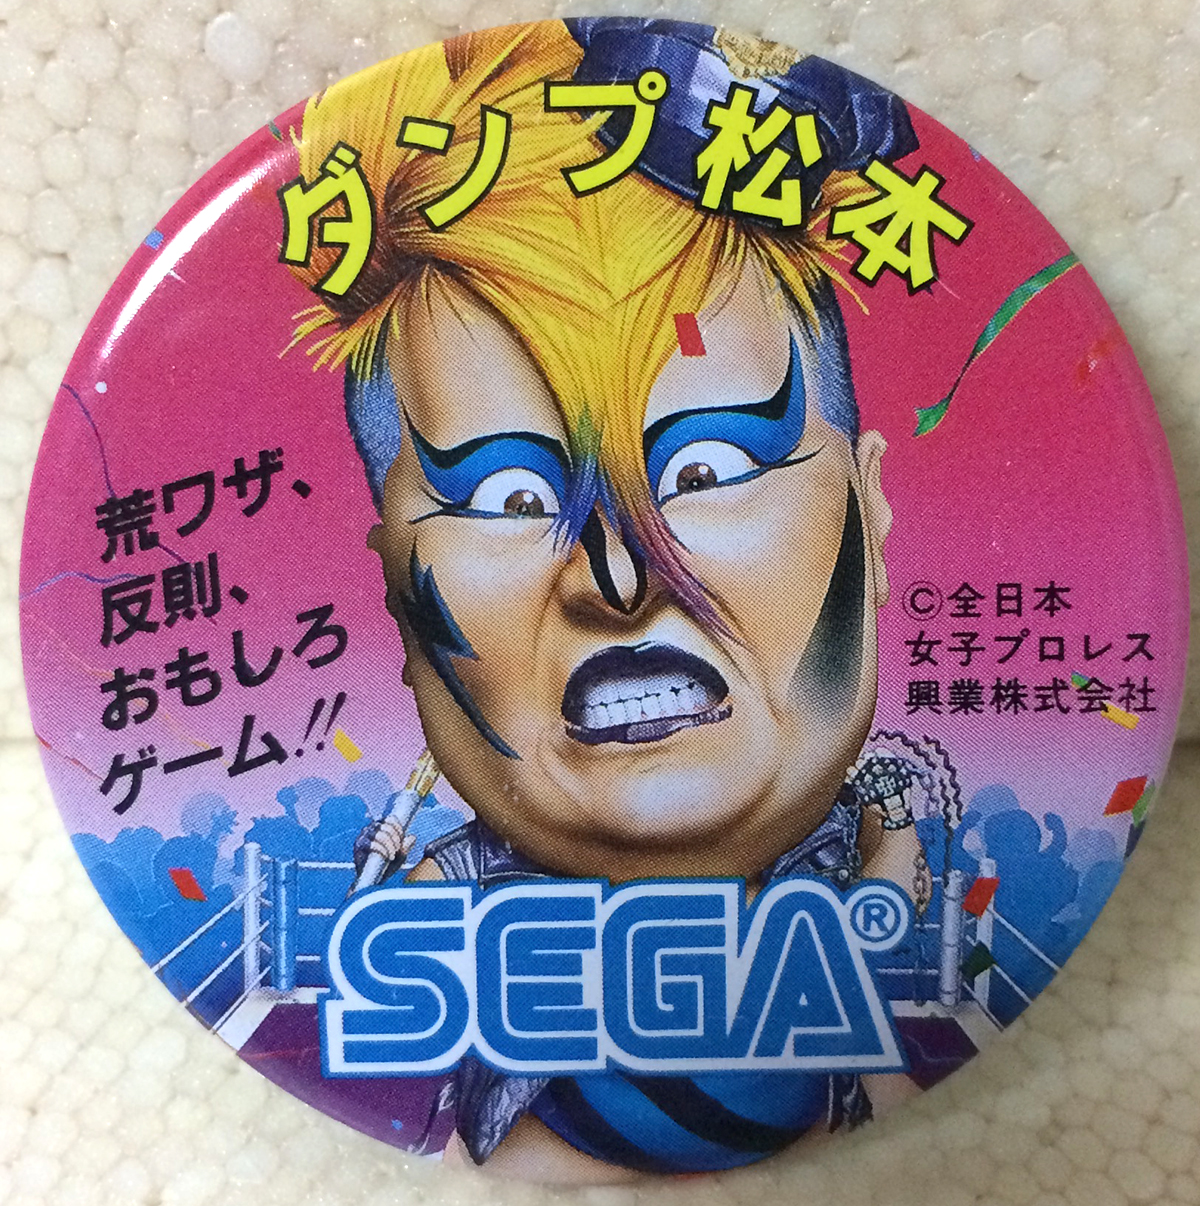 ダンプ松本
荒ワザ、
反則、
おもしろ
ゲーム!!
©全日本
女子プロレス
興業株式会社
SEGA®